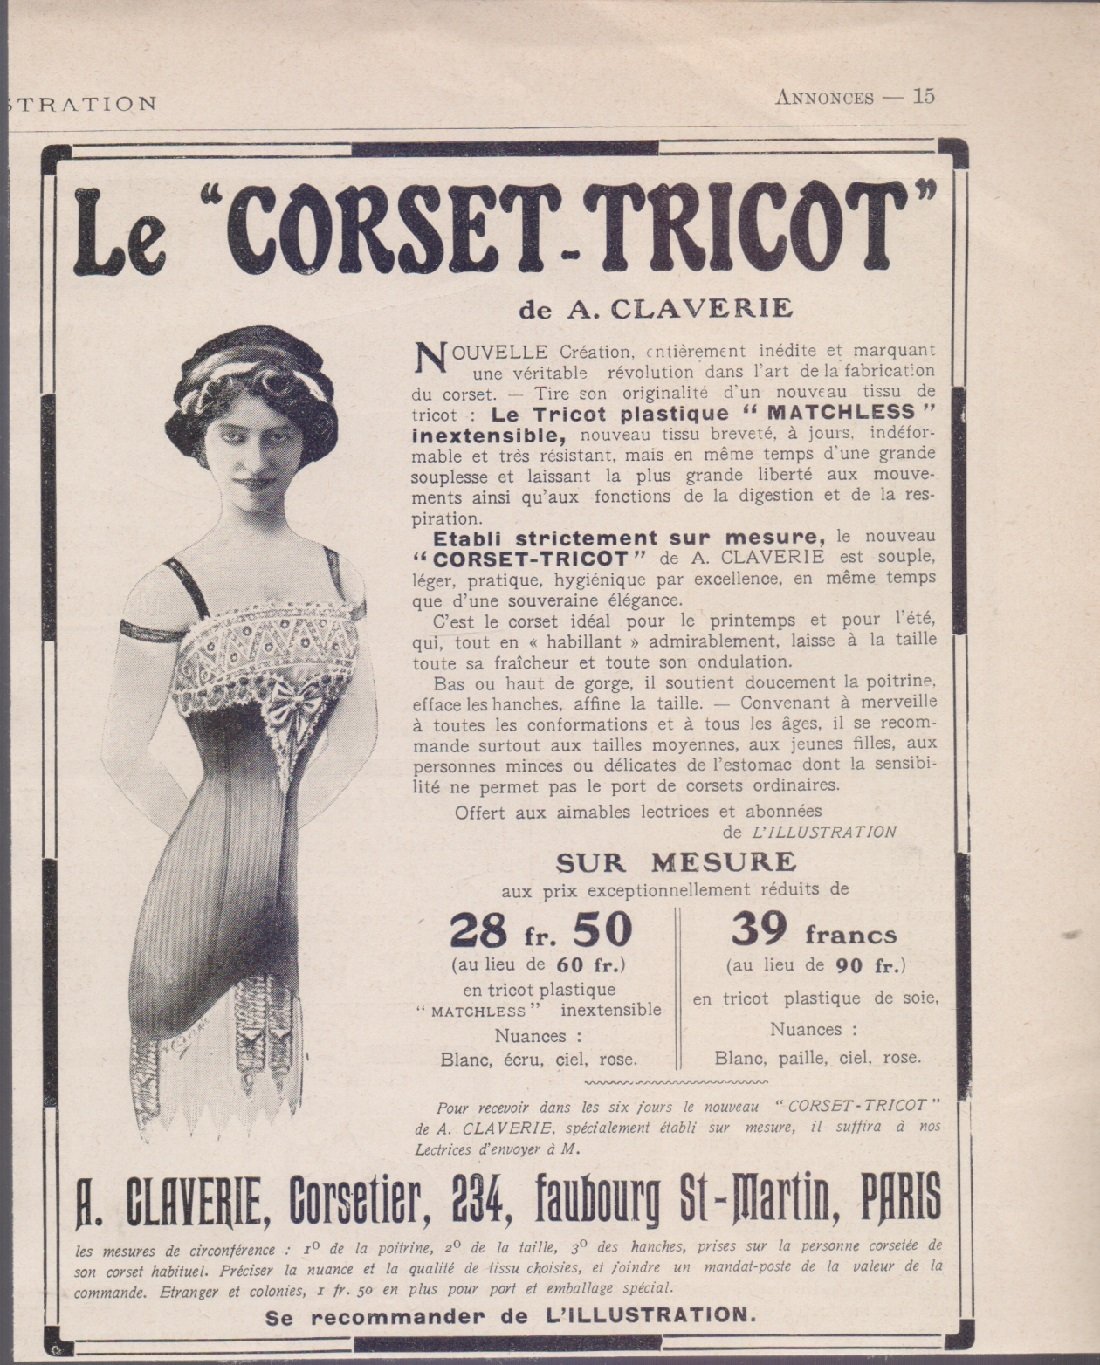 STRATION
ANNONCES — 15
Le “CORSET-TRICOT”
de A. CLAVERIE
NOUVELLE Création, entièrement inédite et marquant
une véritable révolution dans l'art de la fabrication
du corset. — Tire son originalité d'un nouveau tissu de
tricot : Le Tricot plastique “ MATCHLESS ”
inextensible, nouveau tissu breveté, à jours, indéfor-
mable et très résistant, mais en même temps d'une grande
souplesse et laissant la plus grande liberté aux mouve-
ments ainsi qu'aux fonctions de la digestion et de la res-
piration.
Etabli strictement sur mesure, le nouveau
“CORSET-TRICOT” de A. CLAVERIE est souple,
léger, pratique, hygiénique par excellence, en même temps
que d'une souveraine élégance.
C'est le corset idéal pour le printemps et pour l'été,
qui, tout en « habillant » admirablement, laisse à la taille
toute sa fraîcheur et toute son ondulation.
Bas ou haut de gorge, il soutient doucement la poitrine,
efface les hanches, affine la taille. — Convenant à merveille
à toutes les conformations et à tous les âges, il se recom-
mande surtout aux tailles moyennes, aux jeunes filles, aux
personnes minces ou délicates de l'estomac dont la sensibi-
lité ne permet pas le port de corsets ordinaires.
Offert aux aimables lectrices et abonnées
de L'ILLUSTRATION
SUR MESURE
aux prix exceptionnellement réduits de
28 fr. 50
(au lieu de 60 fr.)
en tricot plastique
“ MATCHLESS ” inextensible
Nuances :
Blanc, écru, ciel, rose.
39 francs
(au lieu de 90 fr.)
en tricot plastique de soie,
Nuances :
Blanc, paille, ciel, rose.
Pour recevoir dans les six jours le nouveau “ CORSET-TRICOT ”
de A. CLAVERIE, spécialement établi sur mesure, il suffira à nos
Lectrices d'envoyer à M.
A. CLAVERIE, Corsetier, 234, faubourg St-Martin, PARIS
les mesures de circonférence : 1º de la poitrine, 2º de la taille, 3º des hanches, prises sur la personne corsetée de
son corset habituel. Préciser la nuance et la qualité de tissu choisies, et joindre un mandat-poste de la valeur de la
commande. Etranger et colonies, 1 fr. 50 en plus pour port et emballage spécial.
Se recommander de L'ILLUSTRATION.